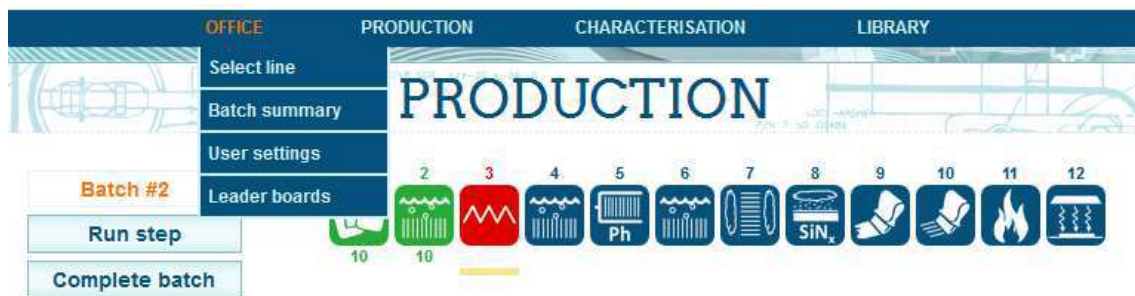 OFFICE PRODUCTION CHARACTERISATION LIBRARY
Select line
Batch summary
User settings
Leader boards
PRODUCTION
2 3 4 5 6 7 8 9 10 11 12
Batch #2
Ph SiNx
Run step
10 10
Complete batch